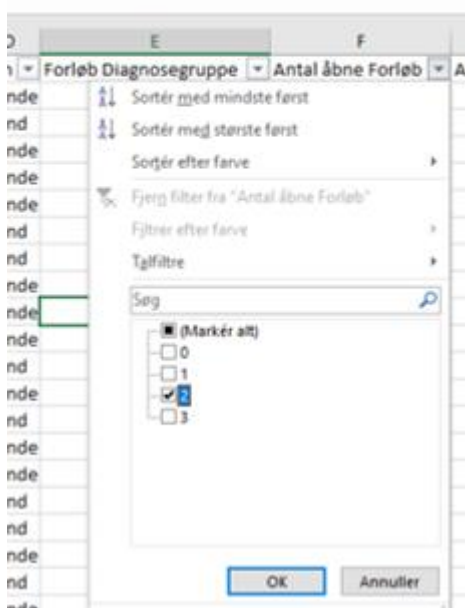 E F
Forløb Diagnosegruppe Antal åbne Forløb A
nde Sortér med mindste først
nd Sortér med største først
nde Sortér efter farve
nde
nde Fjern filter fra "Antal åbne Forløb"
nd Filtrer efter farve
nd Talfiltre
nde
nde Søg
nde (Markér alt)
nd 0
nde 1
nd 2
nde 3
nde
nd
nd
nde
nd OK Annuller